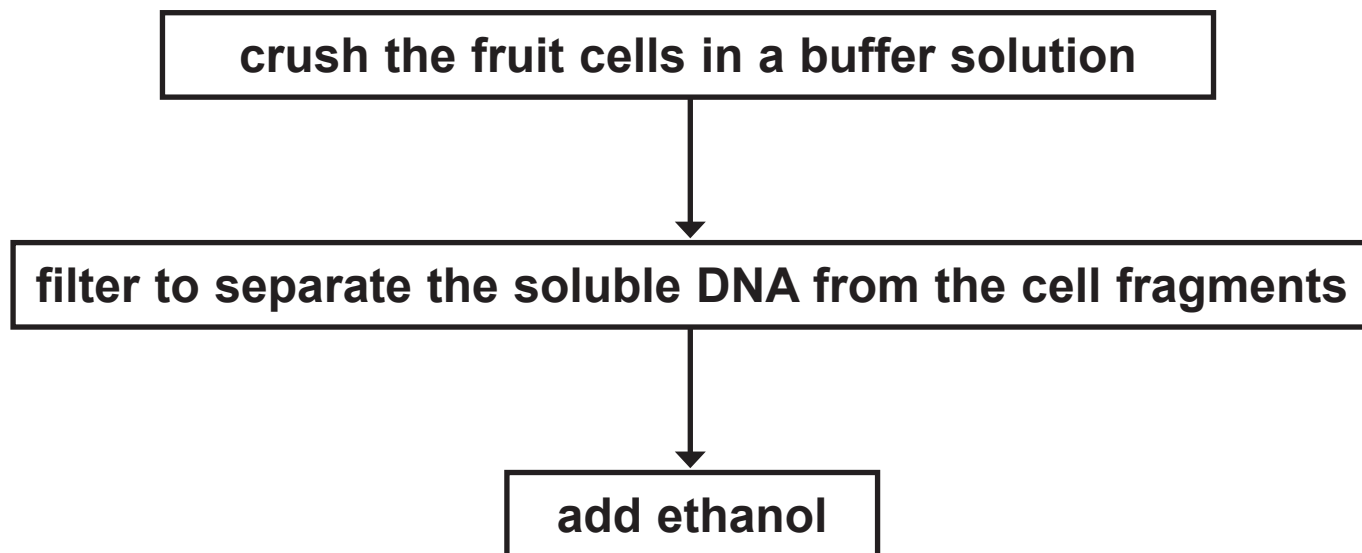 crush the fruit cells in a buffer solution
filter to separate the soluble DNA from the cell fragments
add ethanol